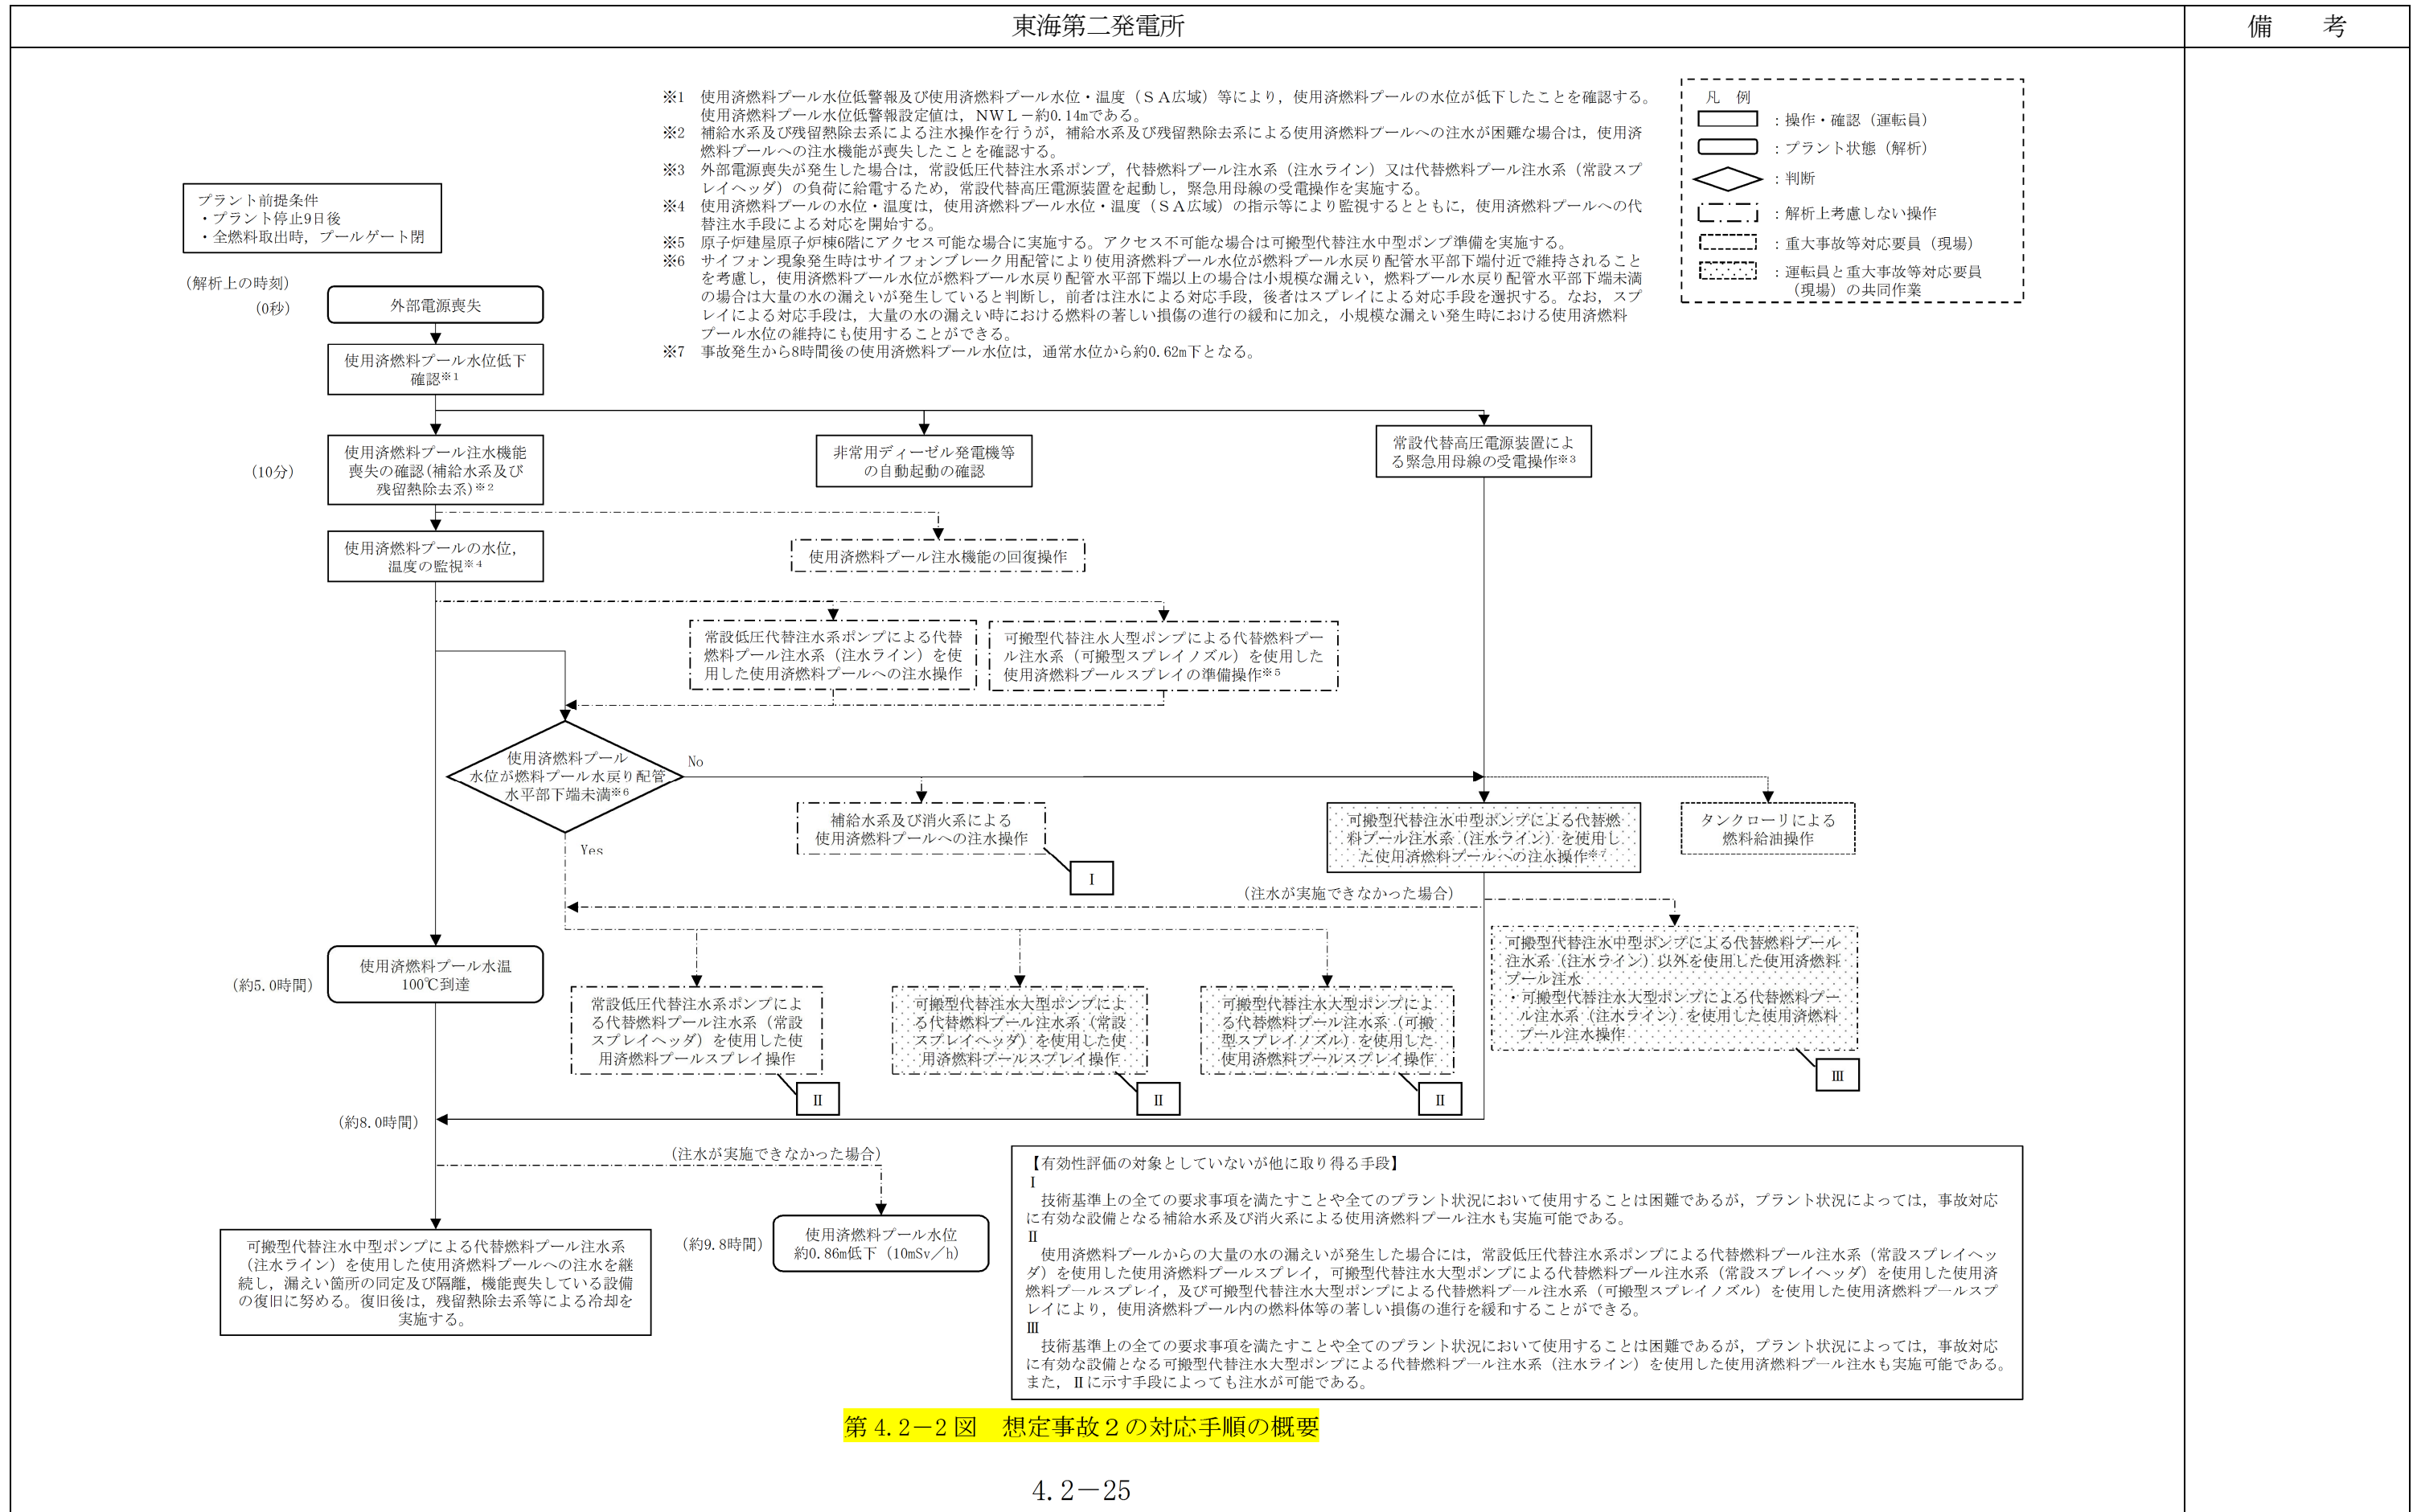 東海第二発電所
備　考
※1　使用済燃料プール水位低警報及び使用済燃料プール水位・温度（ＳＡ広域）等により，使用済燃料プールの水位が低下したことを確認する。
使用済燃料プール水位低警報設定値は，ＮＷＬ－約0.14mである。
※2　補給水系及び残留熱除去系による注水操作を行うが，補給水系及び残留熱除去系による使用済燃料プールへの注水が困難な場合は，使用済
燃料プールへの注水機能が喪失したことを確認する。
※3　外部電源喪失が発生した場合は，常設低圧代替注水系ポンプ，代替燃料プール注水系（注水ライン）又は代替燃料プール注水系（常設スプ
レイヘッダ）の負荷に給電するため，常設代替高圧電源装置を起動し，緊急用母線の受電操作を実施する。
※4　使用済燃料プールの水位・温度は，使用済燃料プール水位・温度（ＳＡ広域）の指示等により監視するとともに，使用済燃料プールへの代
替注水手段による対応を開始する。
※5　原子炉建屋原子炉棟6階にアクセス可能な場合に実施する。アクセス不可能な場合は可搬型代替注水中型ポンプ準備を実施する。
※6　サイフォン現象発生時はサイフォンブレーク用配管により使用済燃料プール水位が燃料プール水戻り配管水平部下端付近で維持されること
を考慮し，使用済燃料プール水位が燃料プール水戻り配管水平部下端以上の場合は小規模な漏えい，燃料プール水戻り配管水平部下端未満
の場合は大量の水の漏えいが発生していると判断し，前者は注水による対応手段，後者はスプレイによる対応手段を選択する。なお，スプ
レイによる対応手段は，大量の水の漏えい時における燃料の著しい損傷の進行の緩和に加え，小規模な漏えい発生時における使用済燃料
プール水位の維持にも使用することができる。
※7　事故発生から8時間後の使用済燃料プール水位は，通常水位から約0.62m下となる。
凡　例
：操作・確認（運転員）
：プラント状態（解析）
：判断
：解析上考慮しない操作
：重大事故等対応要員（現場）
：運転員と重大事故等対応要員
（現場）の共同作業
プラント前提条件
・プラント停止9日後
・全燃料取出時，プールゲート閉
（解析上の時刻）
（0秒）
外部電源喪失
使用済燃料プール水位低下
確認※1
（10分）
使用済燃料プール注水機能
喪失の確認(補給水系及び
残留熱除去系)※2
非常用ディーゼル発電機等
の自動起動の確認
常設代替高圧電源装置によ
る緊急用母線の受電操作※3
使用済燃料プールの水位，
温度の監視※4
使用済燃料プール注水機能の回復操作
常設低圧代替注水系ポンプによる代替
燃料プール注水系（注水ライン）を使
用した使用済燃料プールへの注水操作
可搬型代替注水大型ポンプによる代替燃料プー
ル注水系（可搬型スプレイノズル）を使用した
使用済燃料プールスプレイの準備操作※5
使用済燃料プール
水位が燃料プール水戻り配管
水平部下端未満※6
No
Yes
補給水系及び消火系による
使用済燃料プールへの注水操作
Ⅰ
可搬型代替注水中型ポンプによる代替燃
料プール注水系（注水ライン）を使用し
た使用済燃料プールへの注水操作※7
タンクローリによる
燃料給油操作
（注水が実施できなかった場合）
（約5.0時間）
使用済燃料プール水温
100℃到達
常設低圧代替注水系ポンプによ
る代替燃料プール注水系（常設
スプレイヘッダ）を使用した使
用済燃料プールスプレイ操作
Ⅱ
可搬型代替注水大型ポンプによ
る代替燃料プール注水系（常設
スプレイヘッダ）を使用した使
用済燃料プールスプレイ操作
Ⅱ
可搬型代替注水大型ポンプによ
る代替燃料プール注水系（可搬
型スプレイノズル）を使用した
使用済燃料プールスプレイ操作
Ⅱ
可搬型代替注水中型ポンプによる代替燃料プール
注水系（注水ライン）以外を使用した使用済燃料
プール注水
・可搬型代替注水大型ポンプによる代替燃料プー
ル注水系（注水ライン）を使用した使用済燃料
プール注水操作
Ⅲ
（約8.0時間）
（注水が実施できなかった場合）
（約9.8時間）
使用済燃料プール水位
約0.86m低下（10mSv／h）
可搬型代替注水中型ポンプによる代替燃料プール注水系
（注水ライン）を使用した使用済燃料プールへの注水を継
続し，漏えい箇所の同定及び隔離，機能喪失している設備
の復旧に努める。復旧後は，残留熱除去系等による冷却を
実施する。
【有効性評価の対象としていないが他に取り得る手段】
Ⅰ
技術基準上の全ての要求事項を満たすことや全てのプラント状況において使用することは困難であるが，プラント状況によっては，事故対応
に有効な設備となる補給水系及び消火系による使用済燃料プール注水も実施可能である。
Ⅱ
使用済燃料プールからの大量の水の漏えいが発生した場合には，常設低圧代替注水系ポンプによる代替燃料プール注水系（常設スプレイヘッ
ダ）を使用した使用済燃料プールスプレイ，可搬型代替注水大型ポンプによる代替燃料プール注水系（常設スプレイヘッダ）を使用した使用済
燃料プールスプレイ，及び可搬型代替注水大型ポンプによる代替燃料プール注水系（可搬型スプレイノズル）を使用した使用済燃料プールスプ
レイにより，使用済燃料プール内の燃料体等の著しい損傷の進行を緩和することができる。
Ⅲ
技術基準上の全ての要求事項を満たすことや全てのプラント状況において使用することは困難であるが，プラント状況によっては，事故対応
に有効な設備となる可搬型代替注水大型ポンプによる代替燃料プール注水系（注水ライン）を使用した使用済燃料プール注水も実施可能である。
また，Ⅱに示す手段によっても注水が可能である。
第4.2－2図　想定事故２の対応手順の概要
4.2－25